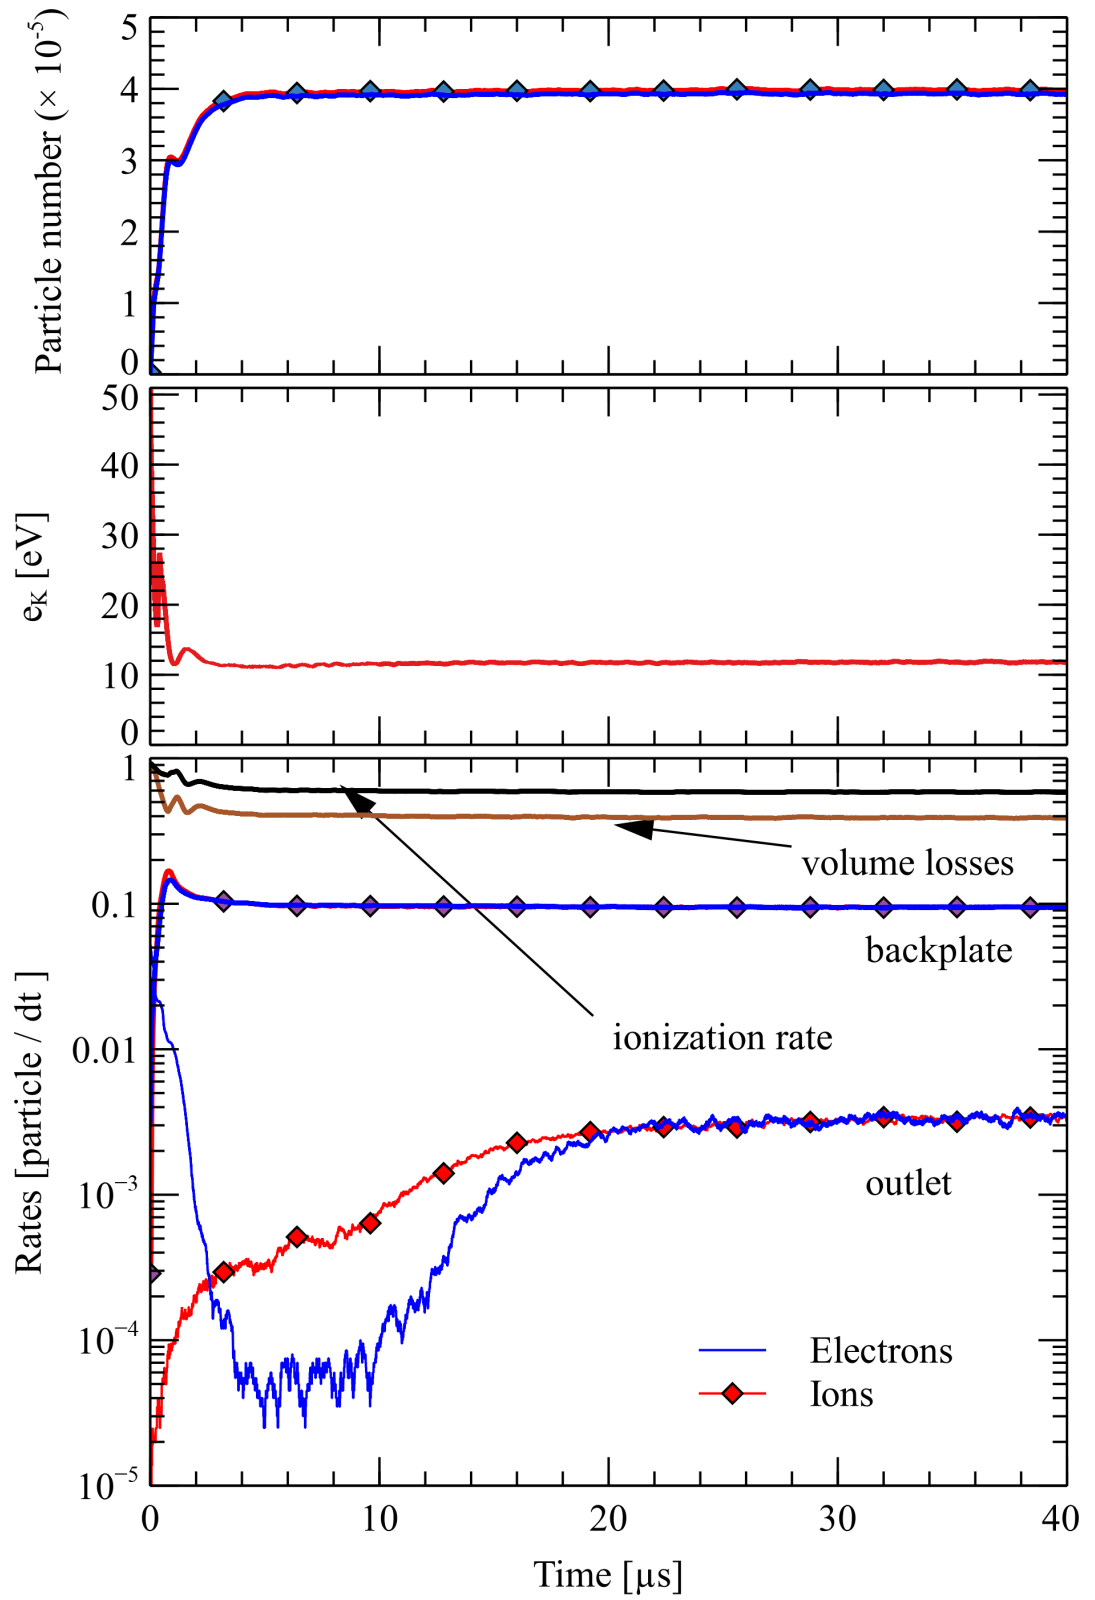 Particle number (× 10⁻⁵)
5
4
3
2
1
0
eK [eV]
50
40
30
20
10
0
Rates [particle / dt ]
1
0.1
0.01
10⁻³
10⁻⁴
10⁻⁵
volume losses
backplate
ionization rate
outlet
Electrons
Ions
0 10 20 30 40
Time [µs]